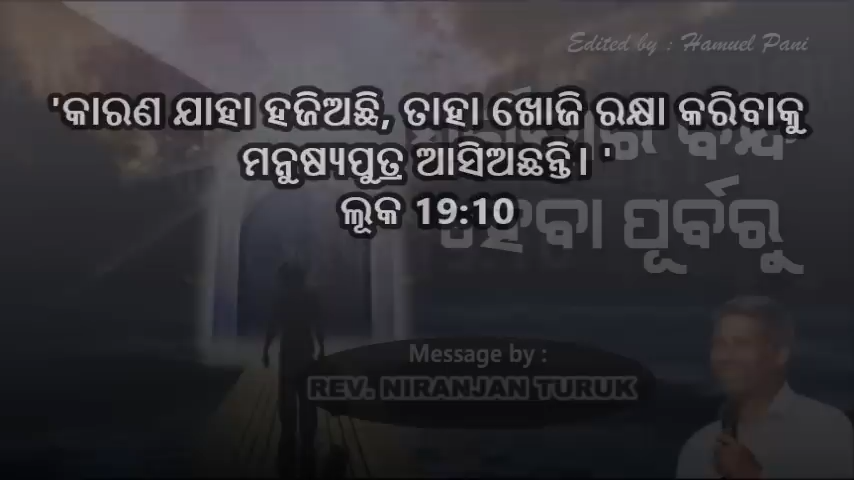 Edited by : Hamuel Pani
'କାରଣ ଯାହା ହଜିଅଛି, ତାହା ଖୋଜି ରକ୍ଷା କରିବାକୁ
ମନୁଷ୍ୟପୁତ୍ର ଆସିଅଛନ୍ତି। '
ଲୂକ 19:10
ହେବା ପୂର୍ବରୁ
Message by :
REV. NIRANJAN TURUK